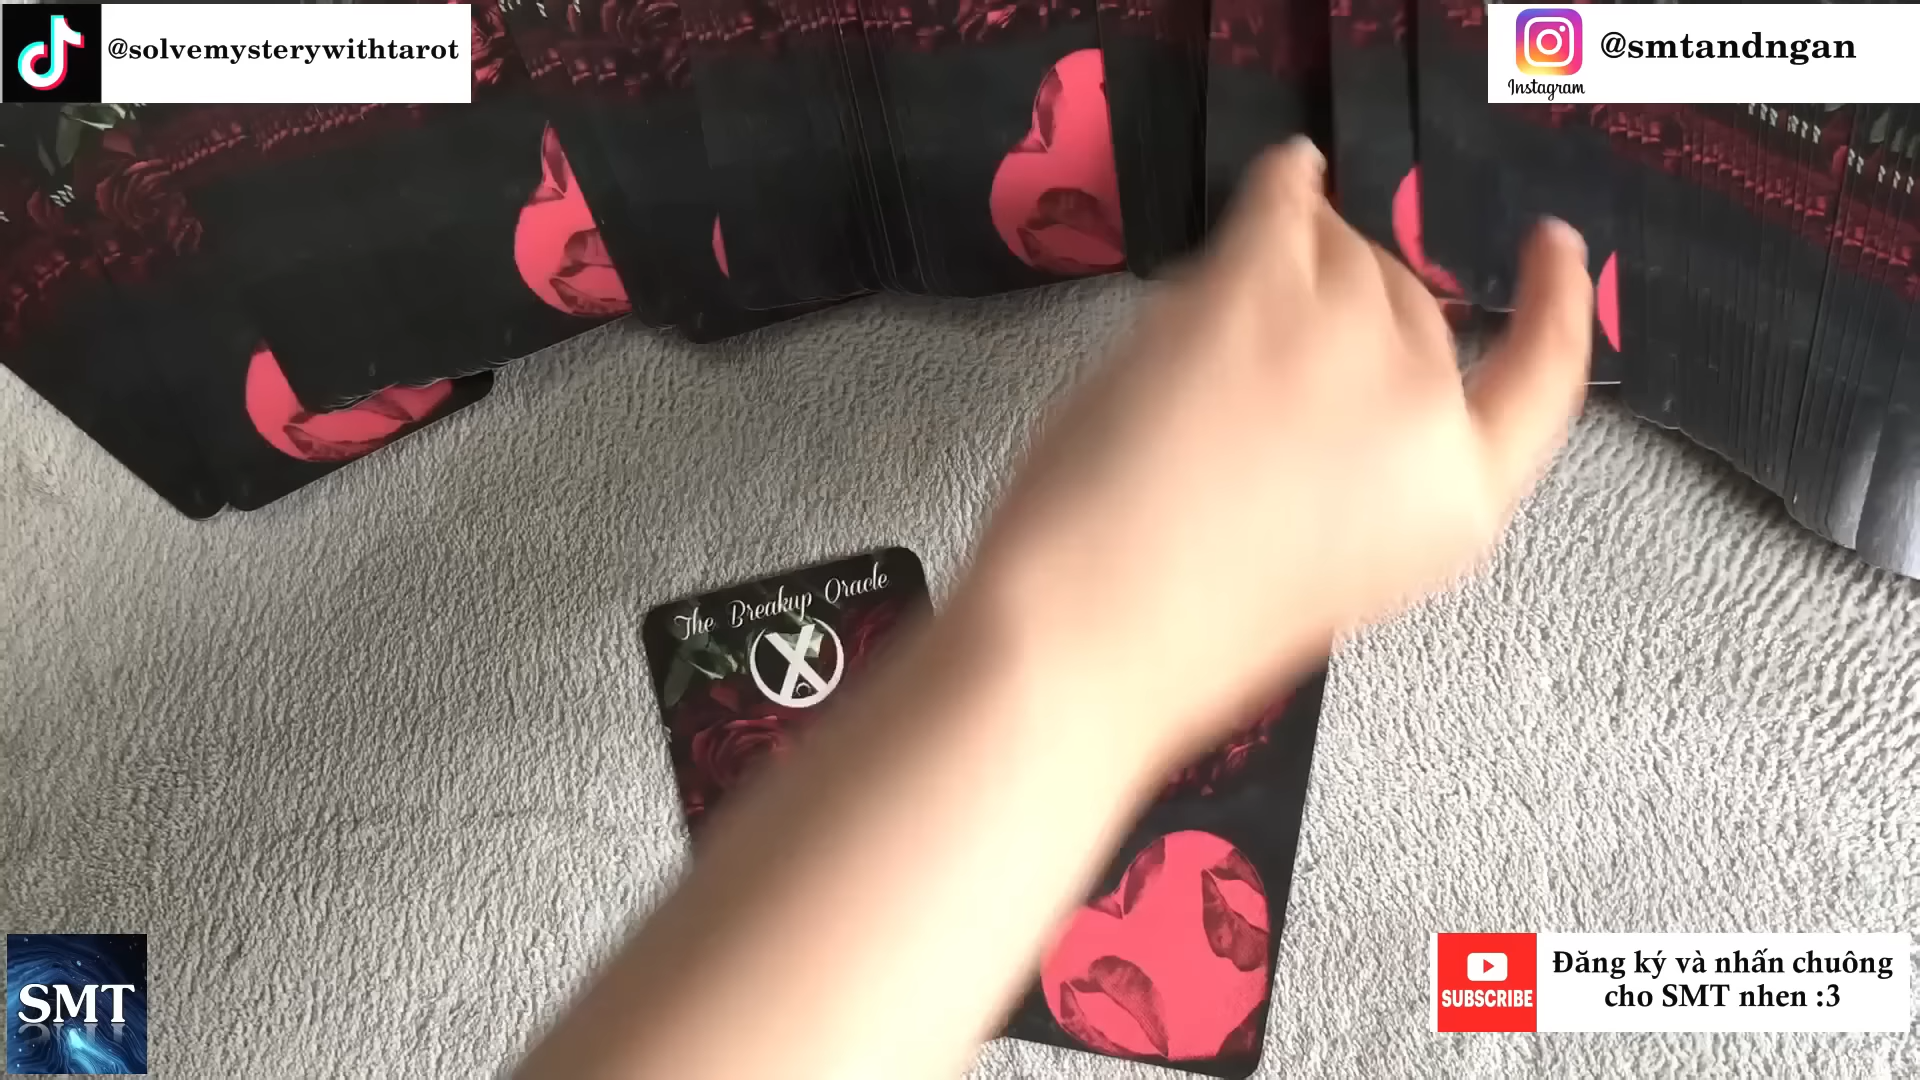 @solvemysterywithtarot
Instagram
@smtandngan
The Breakup Oracle
X
SMT
SUBSCRIBE
Đăng ký và nhấn chuông
cho SMT nhen :3